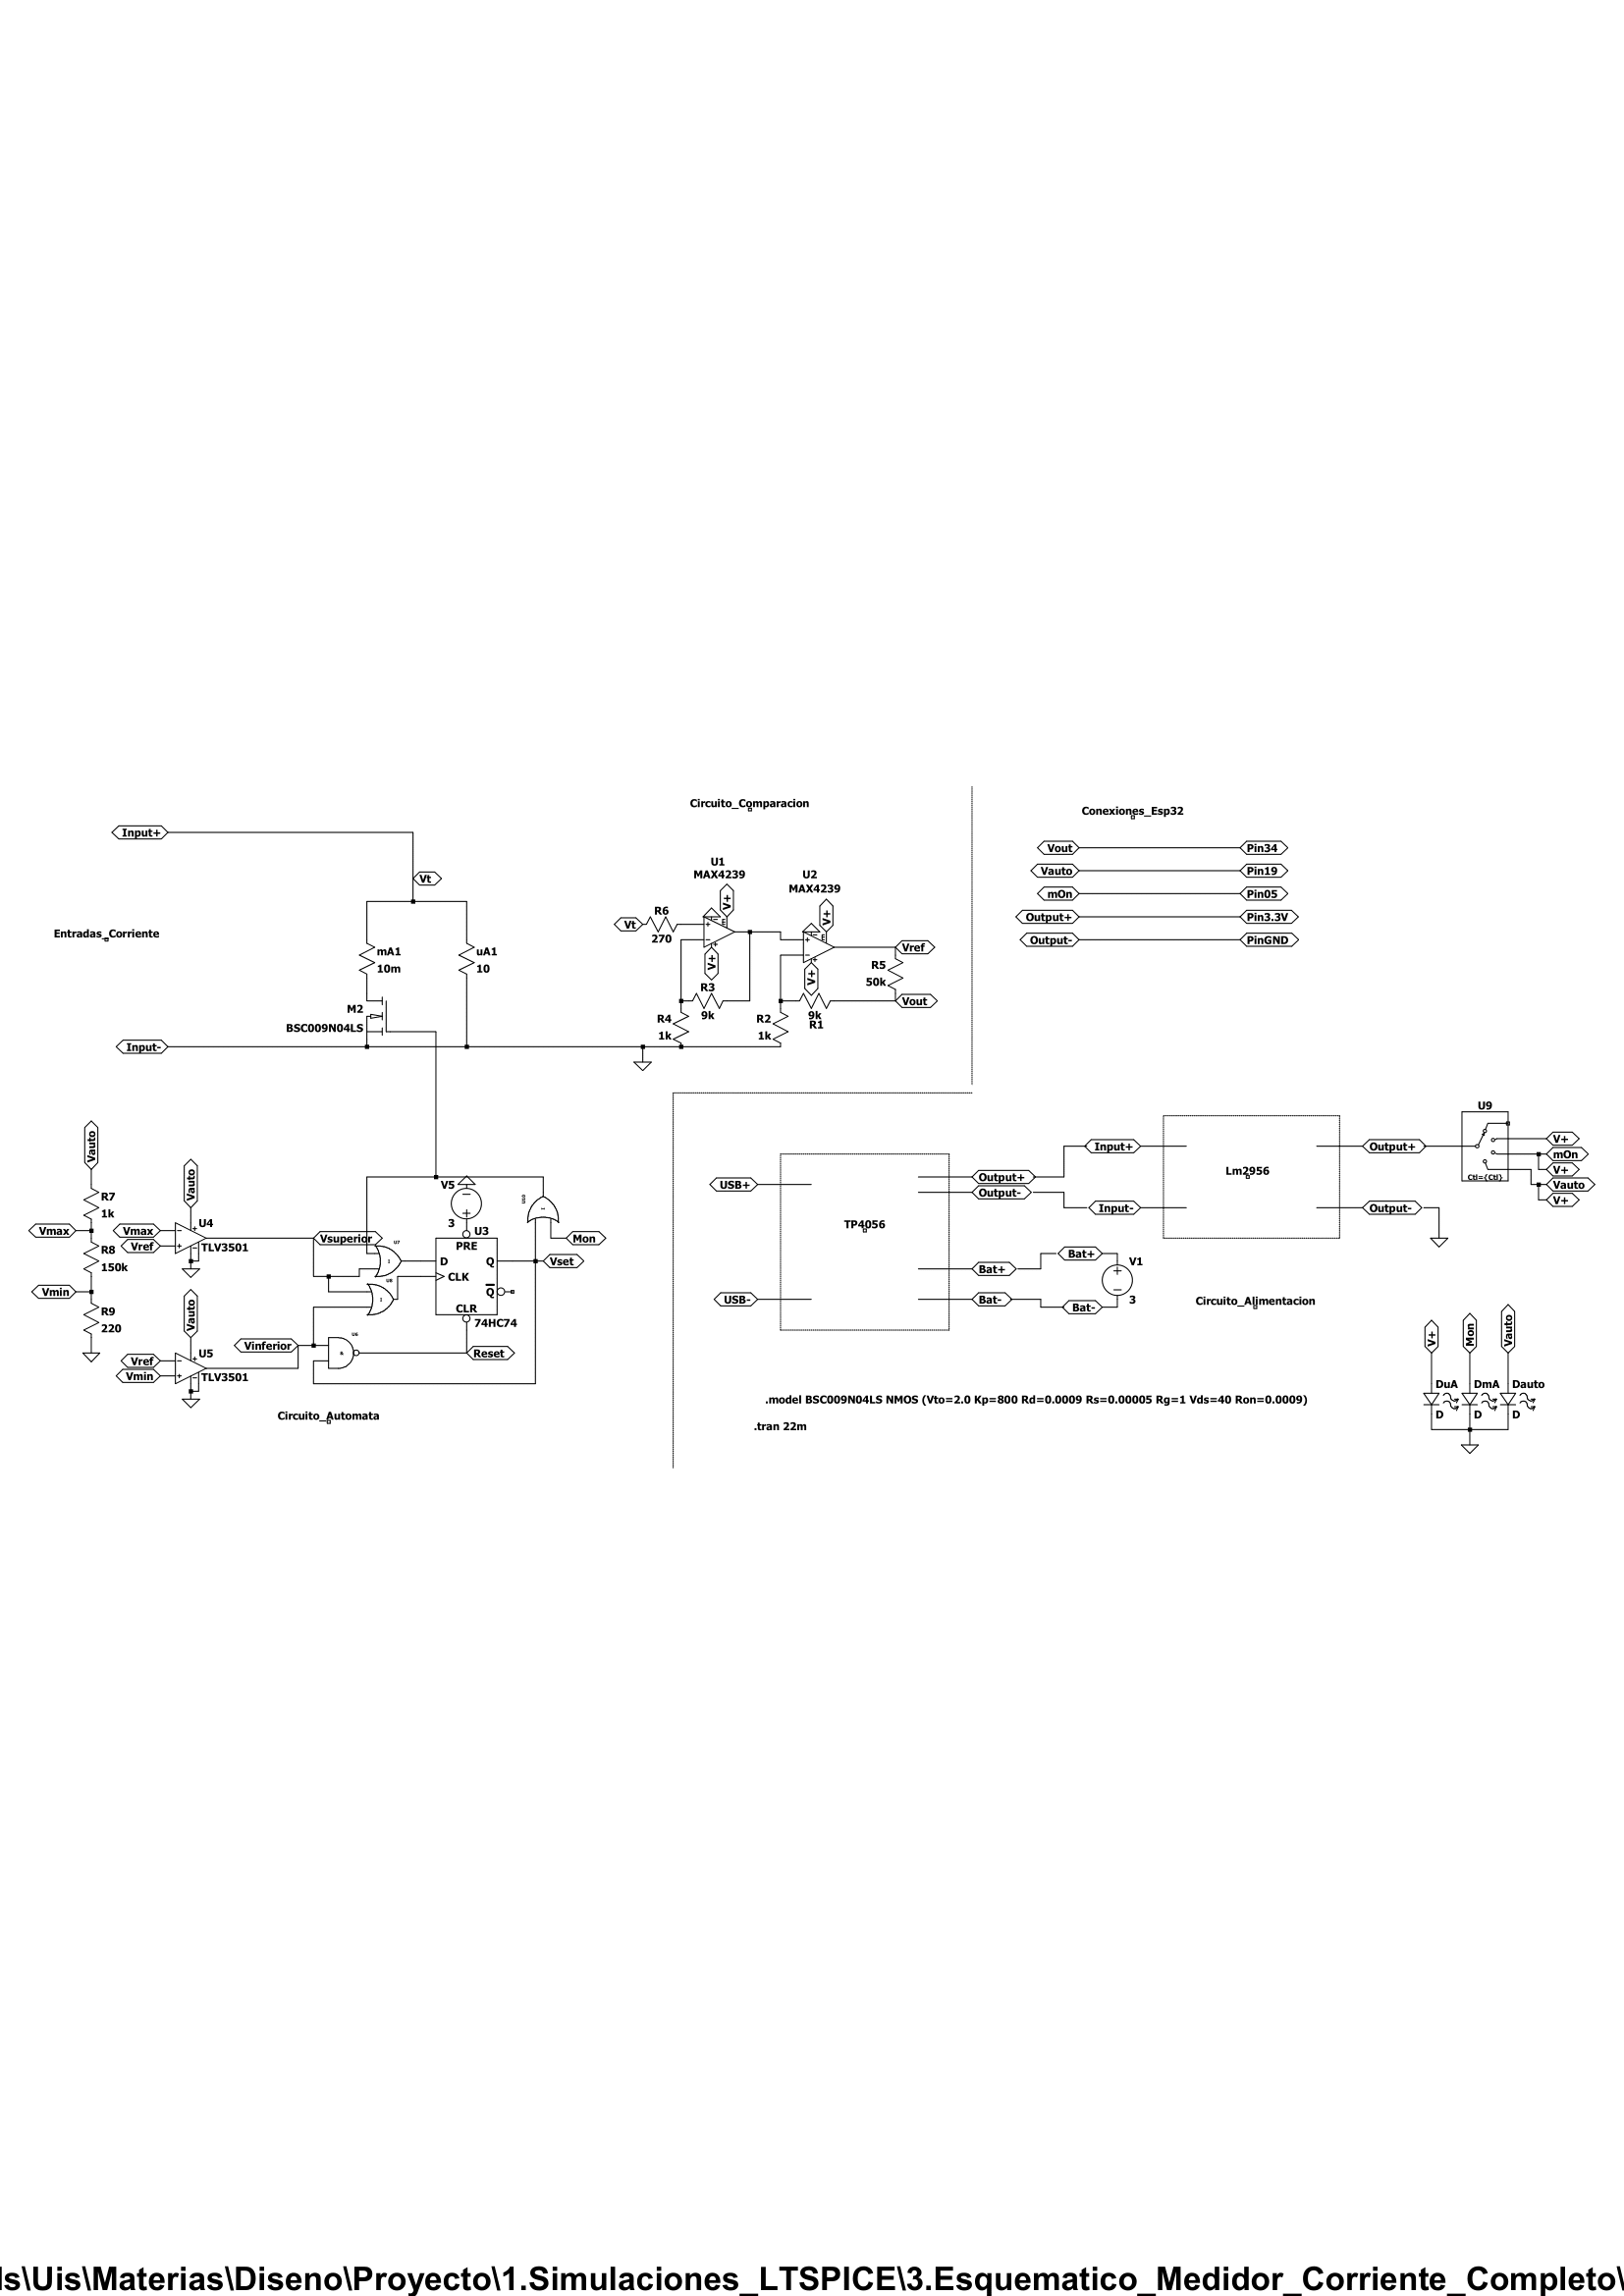 Circuito_Comparacion
Conexiones_Esp32
Input+
Vt
Entradas_Corriente
mA1
10m
uA1
10
M2
BSC009N04LS
Input-
U1
MAX4239
U2
MAX4239
V+
V+
Vt
R6
270
E
E
V+
V+
R3
9k
R4
1k
R2
1k
9k
R1
R5
50k
Vref
Vout
Vout
Pin34
Vauto
Pin19
mOn
Pin05
Output+
Pin3.3V
Output-
PinGND
Vauto
R7
1k
Vmax
R8
150k
Vmin
R9
220
Vauto
Vmax
Vref
U4
TLV3501
Vauto
Vref
Vmin
U5
TLV3501
Vsuperior
Vinferior
U7
U8
U6
&
1
1
V5
3
U3
PRE
D
Q
CLK
Q
CLR
74HC74
Reset
Vset
Mon
Circuito_Automata
USB+
USB-
TP4056
Output+
Output-
Bat+
Bat-
Bat+
Bat-
V1
3
Input+
Input-
Lm2956
Output+
Output-
U9
Ctl={Ctl}
V+
mOn
V+
Vauto
V+
Circuito_Alimentacion
V+
Mon
Vauto
DuA
D
DmA
D
Dauto
D
.model BSC009N04LS NMOS (Vto=2.0 Kp=800 Rd=0.0009 Rs=0.00005 Rg=1 Vds=40 Ron=0.0009)
.tran 22m
ls\Uis\Materias\Diseno\Proyecto\1.Simulaciones_LTSPICE\3.Esquematico_Medidor_Corriente_Completo\